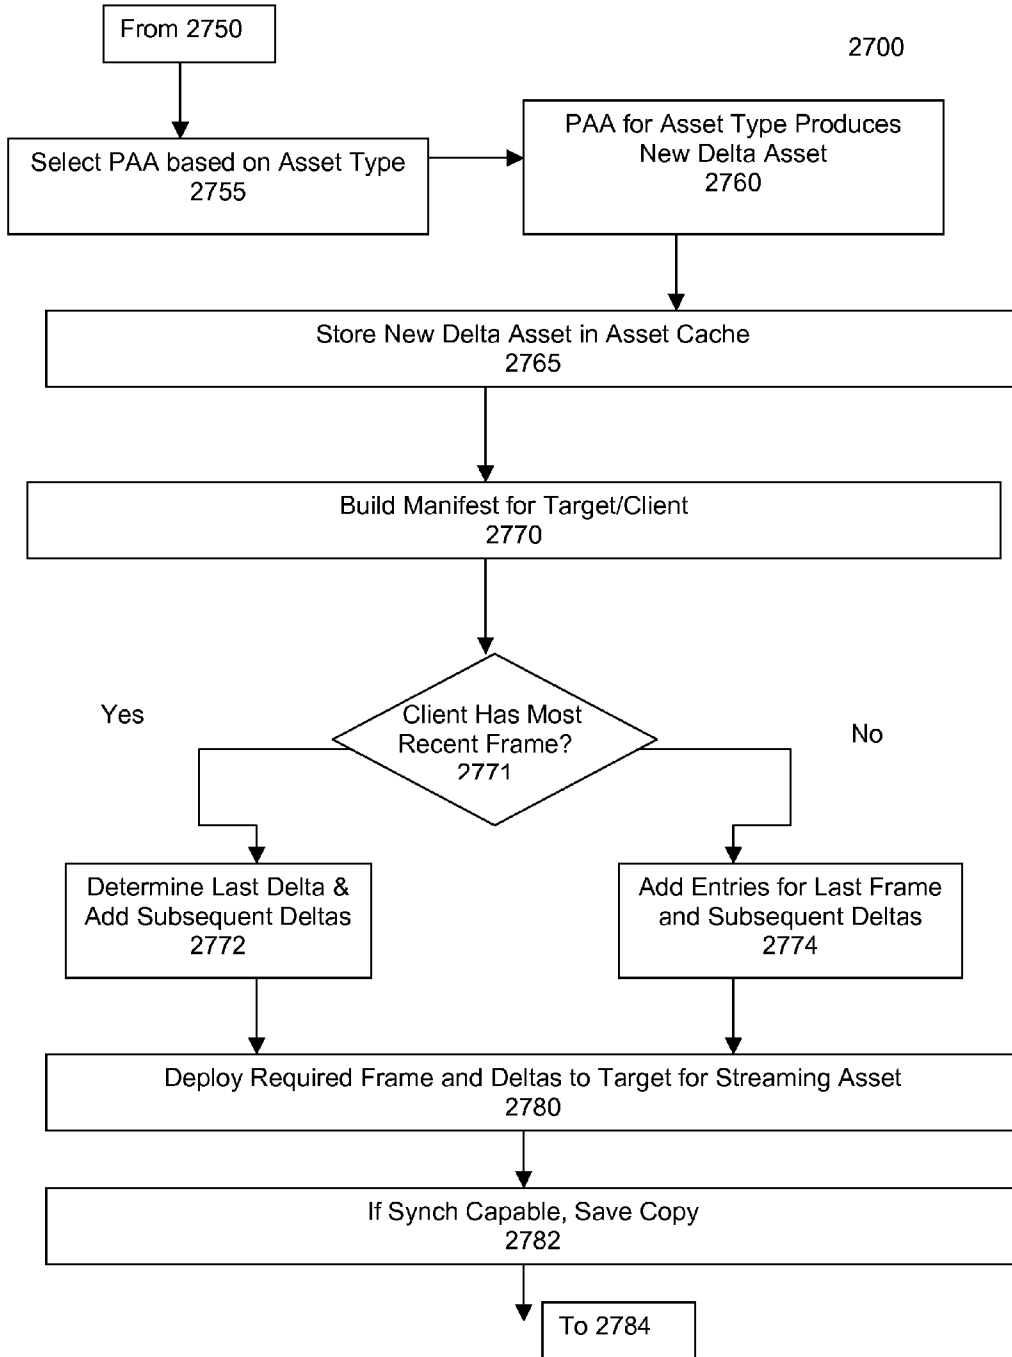 From 2750
2700
Select PAA based on Asset Type
2755
PAA for Asset Type Produces
New Delta Asset
2760
Store New Delta Asset in Asset Cache
2765
Build Manifest for Target/Client
2770
Yes
Client Has Most
Recent Frame?
2771
No
Determine Last Delta &
Add Subsequent Deltas
2772
Add Entries for Last Frame
and Subsequent Deltas
2774
Deploy Required Frame and Deltas to Target for Streaming Asset
2780
If Synch Capable, Save Copy
2782
To 2784